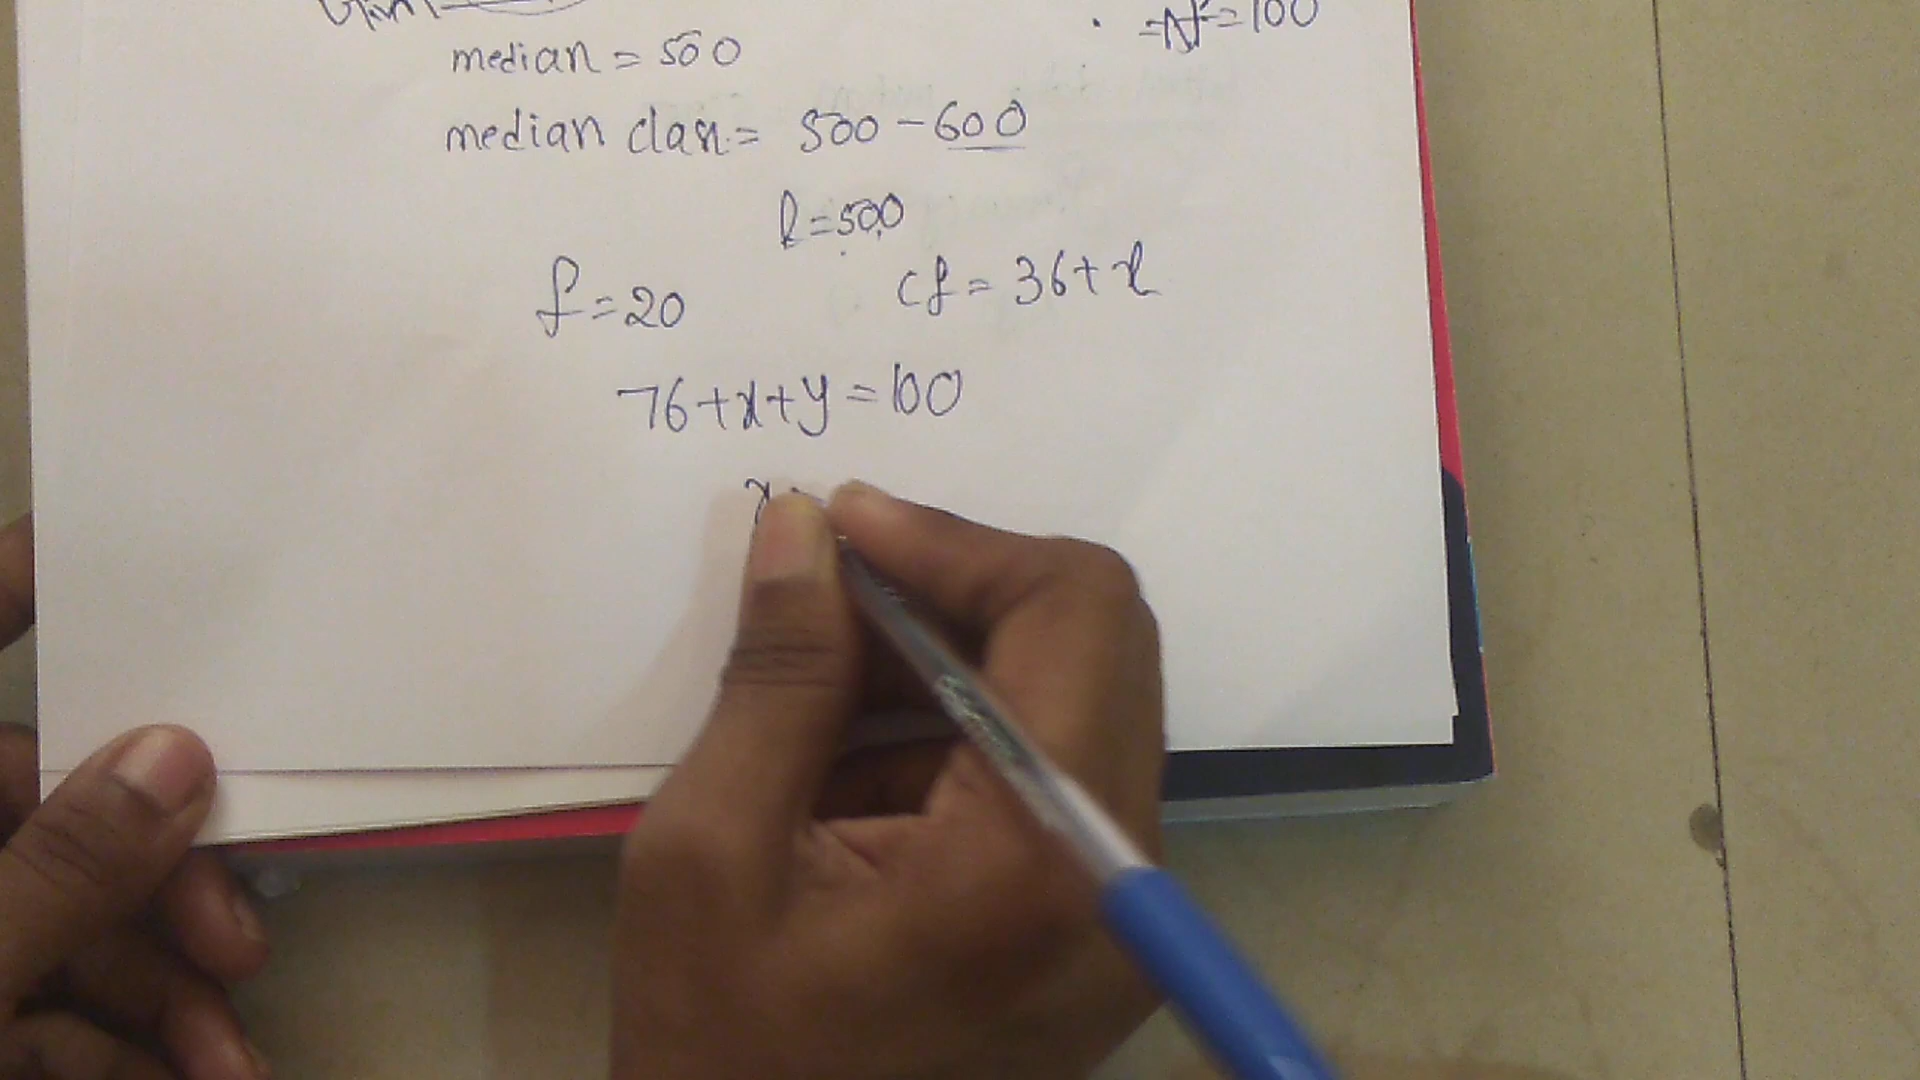 =N=100
median = 500
median class = 500 - 600
l = 500
f = 20 cf = 36 + x
76 + x + y = 100
x